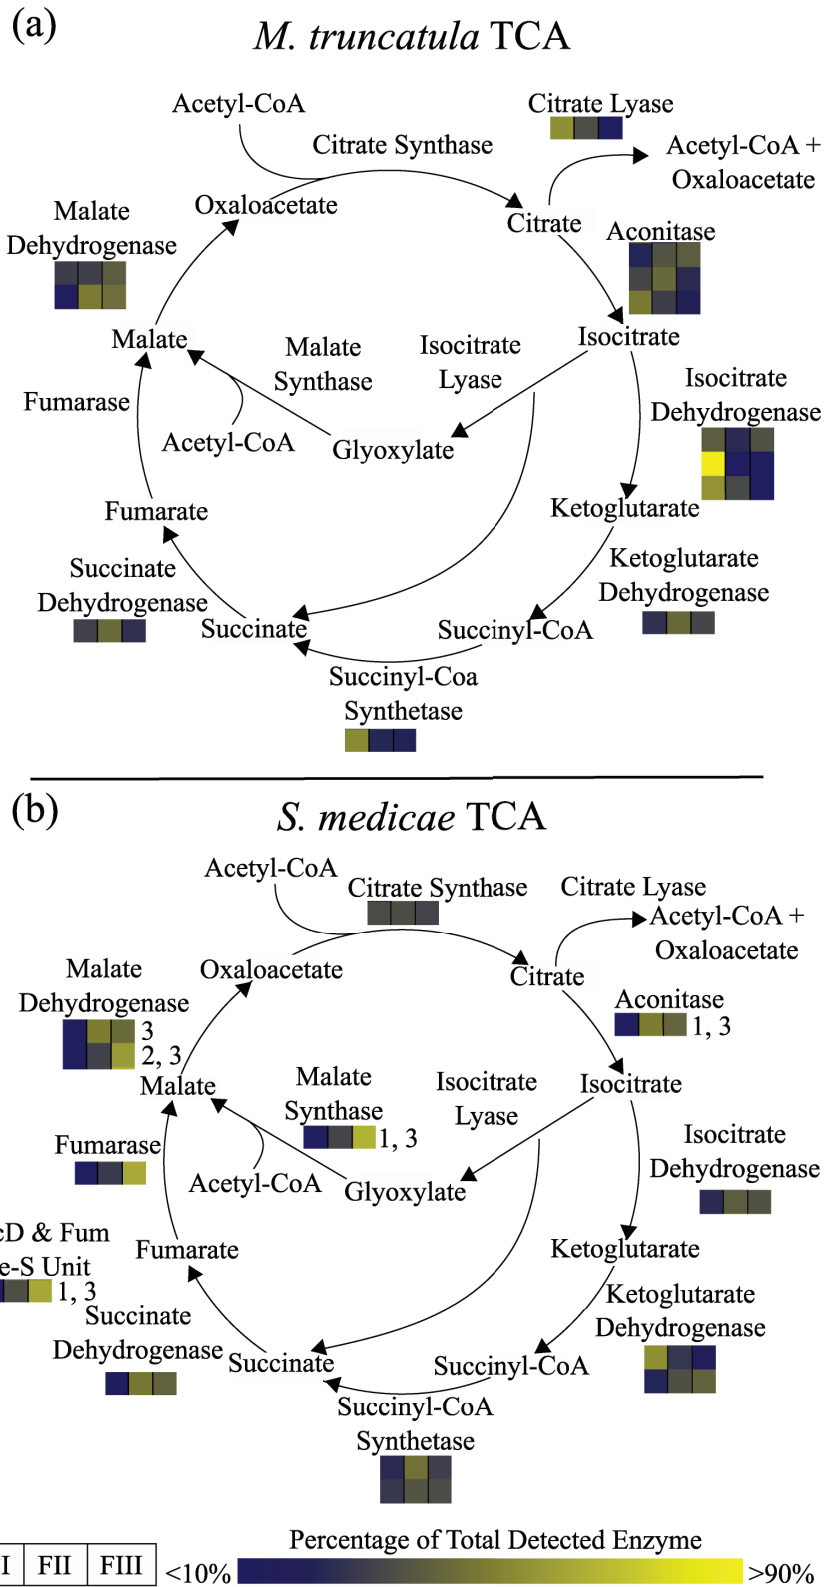 (a)
M. truncatula TCA
Acetyl-CoA
Citrate Lyase
Citrate Synthase
Acetyl-CoA +
Oxaloacetate
Oxaloacetate
Citrate
Malate
Dehydrogenase
Aconitase
Malate
Isocitrate
Malate
Synthase
Isocitrate
Lyase
Isocitrate
Dehydrogenase
Fumarase
Acetyl-CoA
Glyoxylate
Fumarate
Ketoglutarate
Succinate
Dehydrogenase
Ketoglutarate
Dehydrogenase
Succinate
Succinyl-CoA
Succinyl-Coa
Synthetase
(b)
S. medicae TCA
Acetyl-CoA
Citrate Synthase
Citrate Lyase
Acetyl-CoA +
Oxaloacetate
Oxaloacetate
Citrate
Malate
Dehydrogenase
3
2, 3
Aconitase
1, 3
Malate
Isocitrate
Malate
Synthase
1, 3
Isocitrate
Lyase
Isocitrate
Dehydrogenase
Fumarase
Acetyl-CoA
Glyoxylate
cD & Fum
e-S Unit
1, 3
Fumarate
Ketoglutarate
Succinate
Dehydrogenase
Ketoglutarate
Dehydrogenase
Succinate
Succinyl-CoA
Succinyl-CoA
Synthetase
Percentage of Total Detected Enzyme
I FII FIII <10% >90%